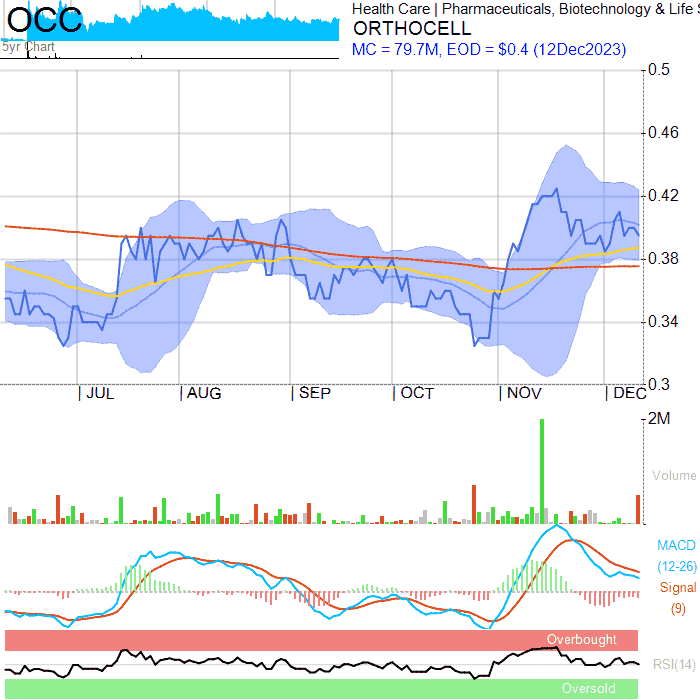 OCC
5yr Chart
Health Care | Pharmaceuticals, Biotechnology & Life S
ORTHOCELL
MC = 79.7M, EOD = $0.4 (12Dec2023)
0.5
0.46
0.42
0.38
0.34
0.3
| JUL | AUG | SEP | OCT | NOV | DEC
2M
Volume
MACD
(12-26)
Signal
(9)
Overbought
RSI(14)
Oversold